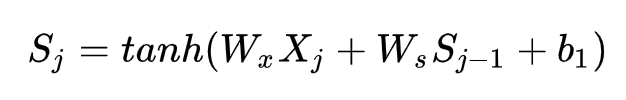 S_j = tanh(W_x X_j + W_s S_{j-1} + b_1)